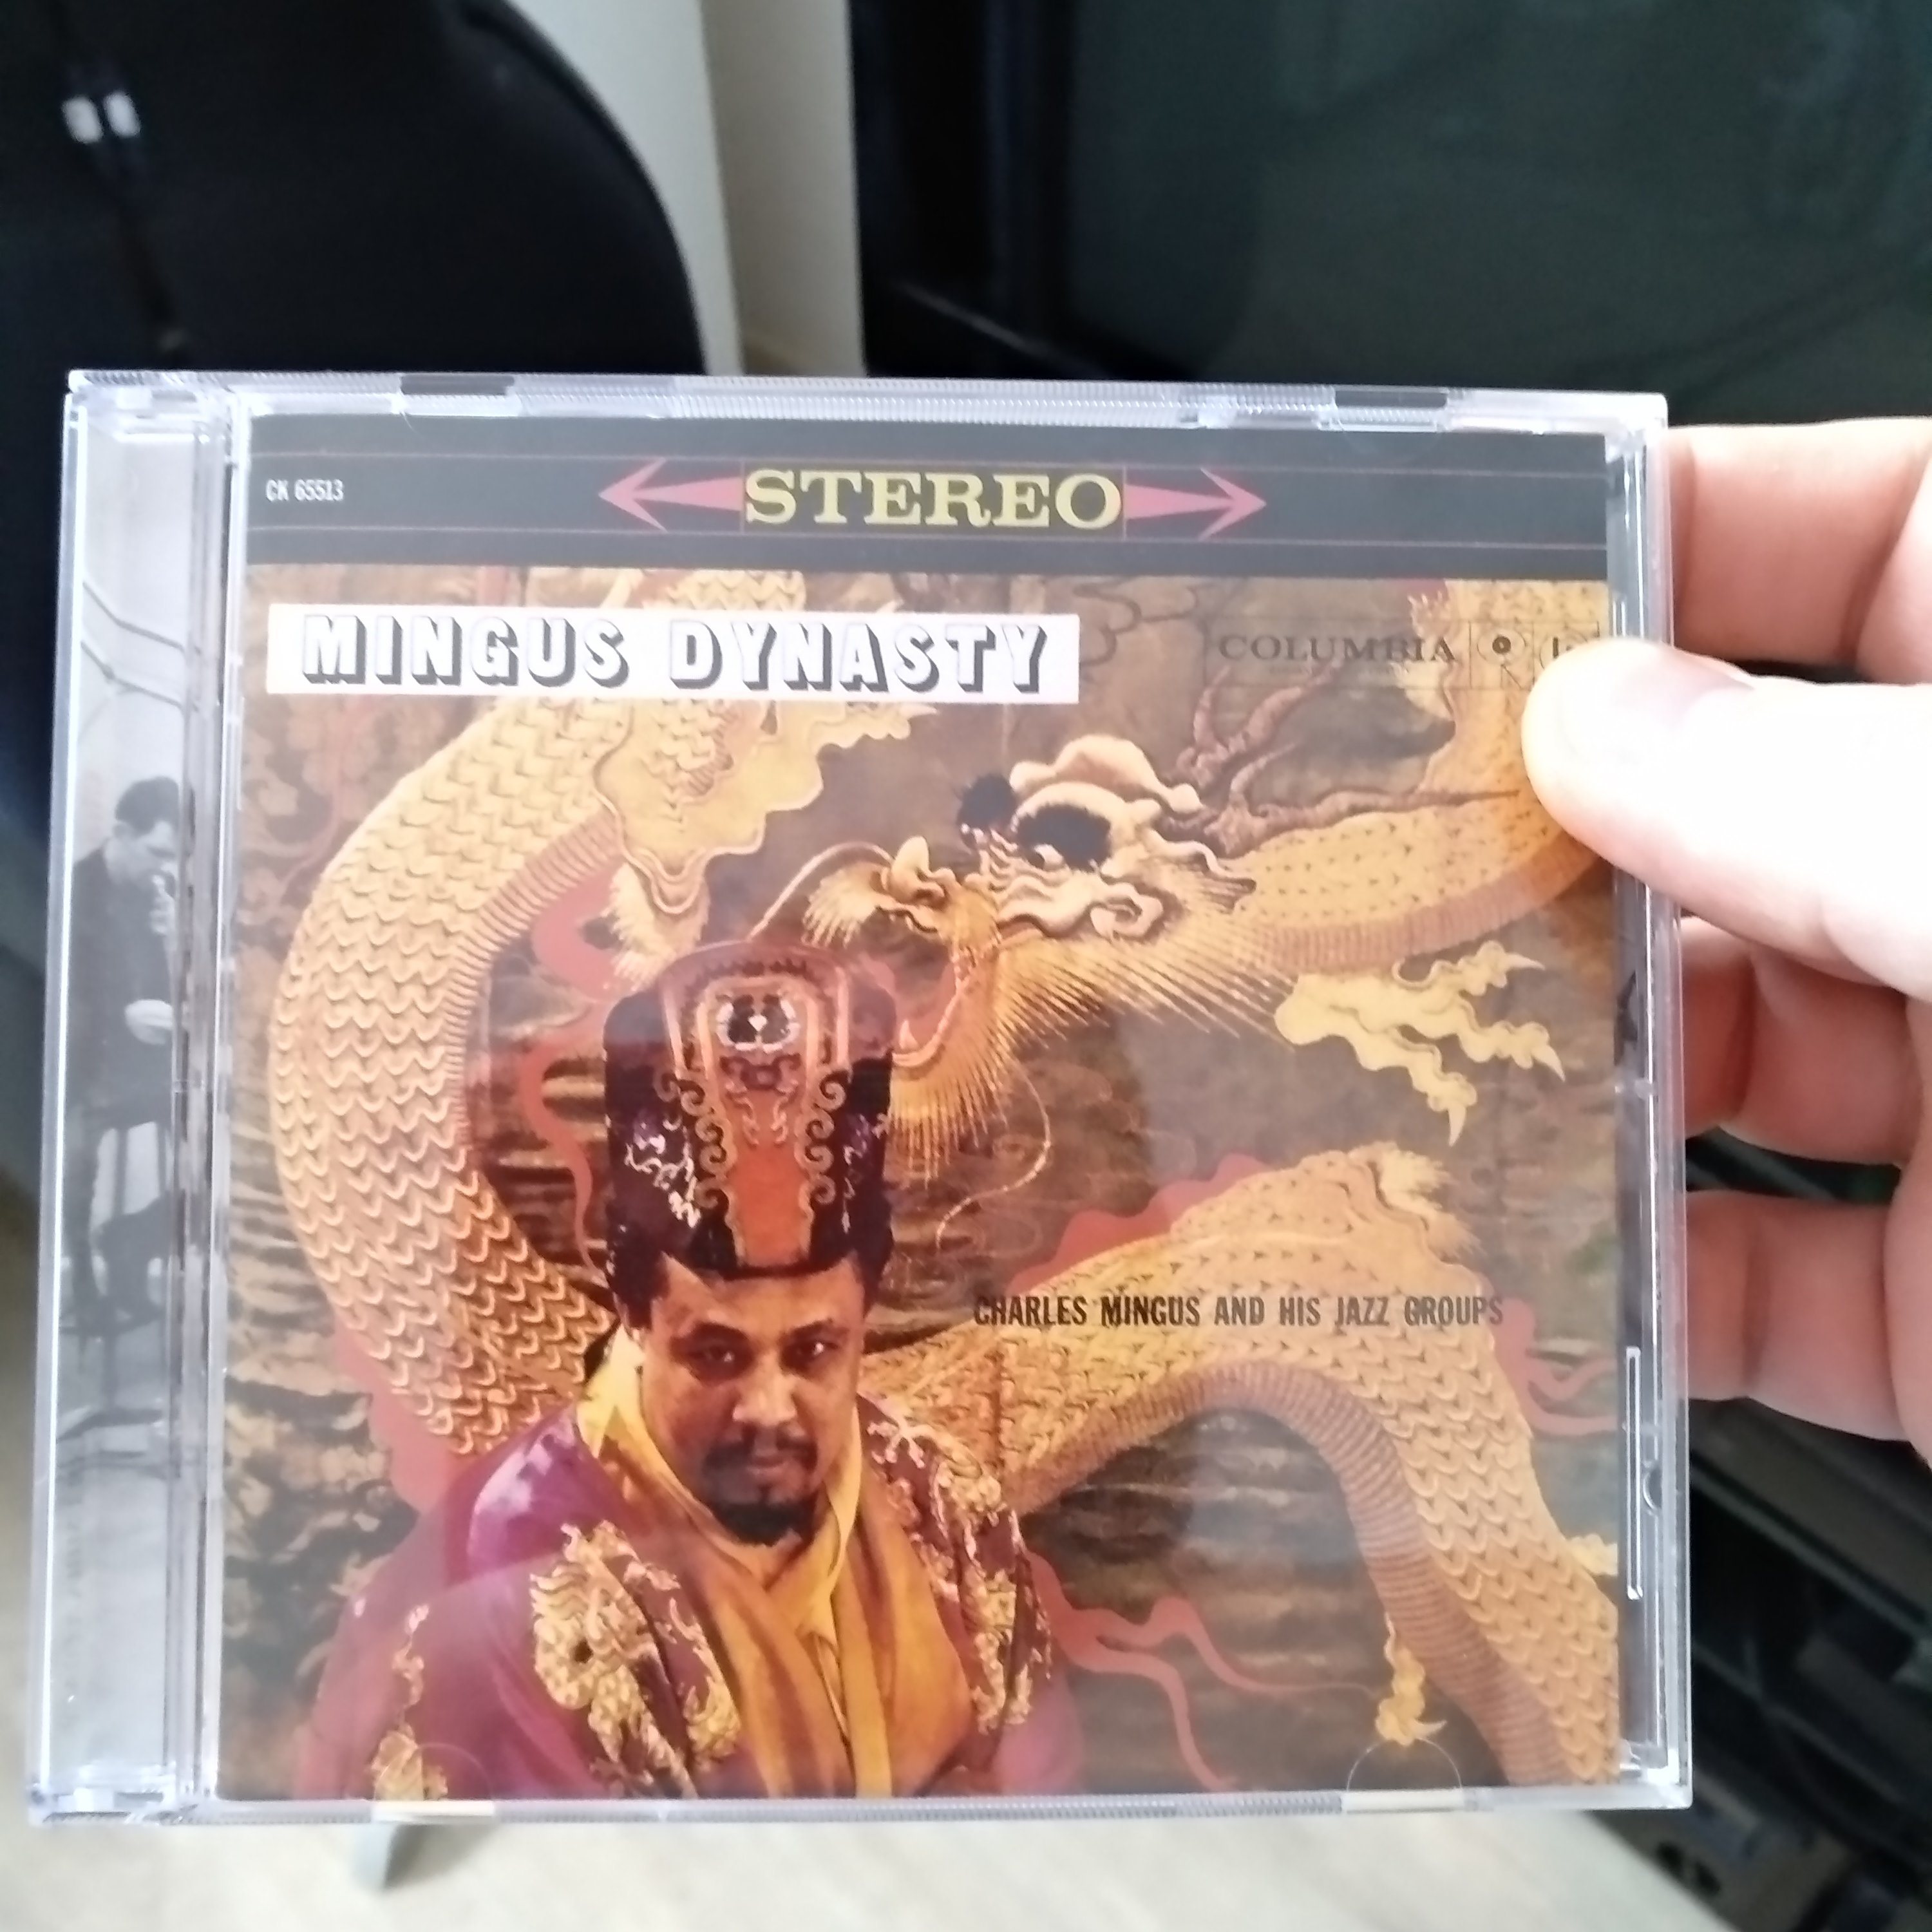 CK 65513
STEREO
MINGUS DYNASTY
COLUMBIA
CHARLES MINGUS AND HIS JAZZ GROUPS